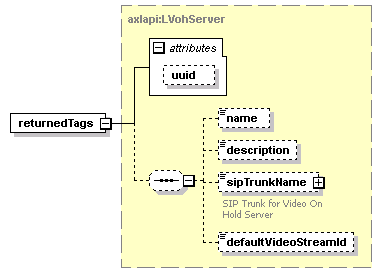 axlapi:LVohServer
attributes
uuid
returnedTags
name
description
sipTrunkName
SIP Trunk for Video On
Hold Server
defaultVideoStreamId